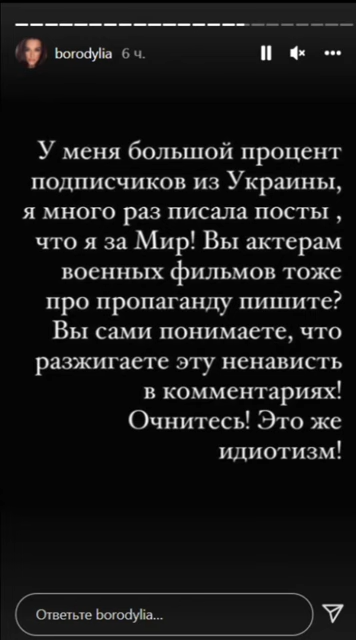 borodylia 6 ч.
У меня большой процент
подписчиков из Украины,
я много раз писала посты ,
что я за Мир! Вы актерам
военных фильмов тоже
про пропаганду пишите?
Вы сами понимаете, что
разжигаете эту ненависть
в комментариях!
Очнитесь! Это же
идиотизм!
Ответьте borodylia...